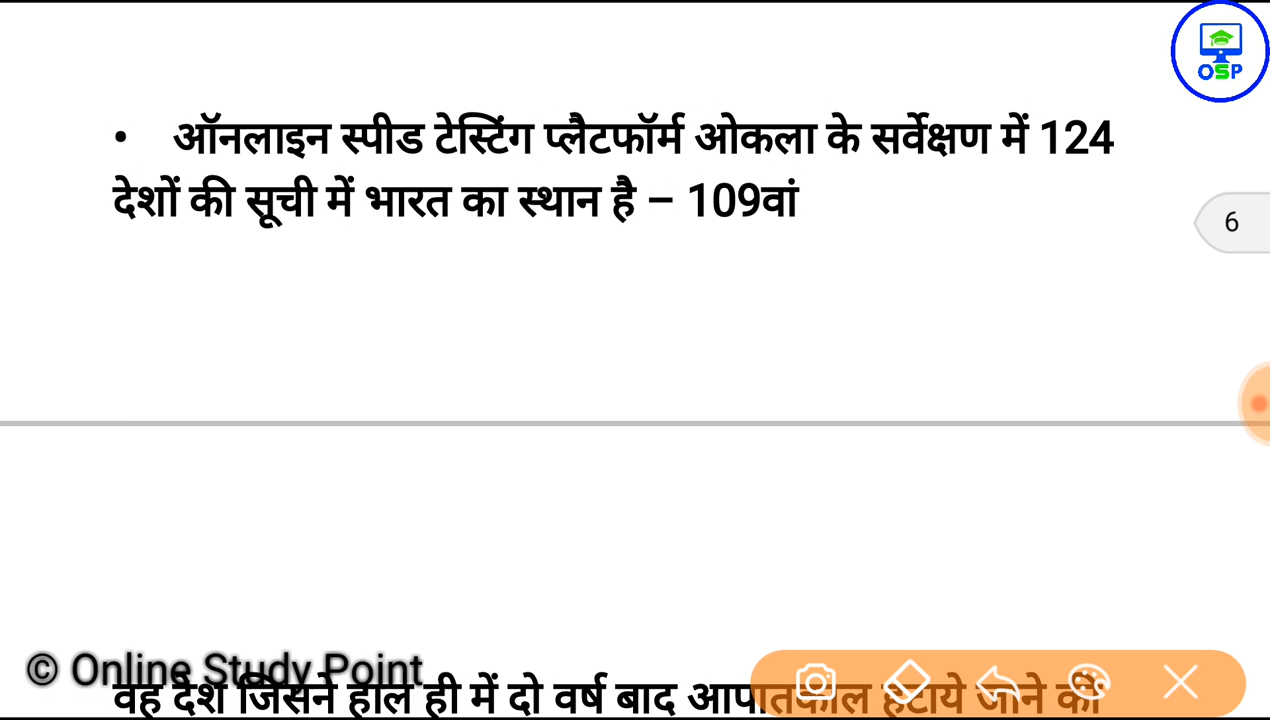 OSP
• ऑनलाइन स्पीड टेस्टिंग प्लैटफॉर्म ओकला के सर्वेक्षण में 124
देशों की सूची में भारत का स्थान है – 109वां
6
© Online Study Point
वह देश जिसने हाल ही में दो वर्ष बाद आपातकाल हटाये जाने की